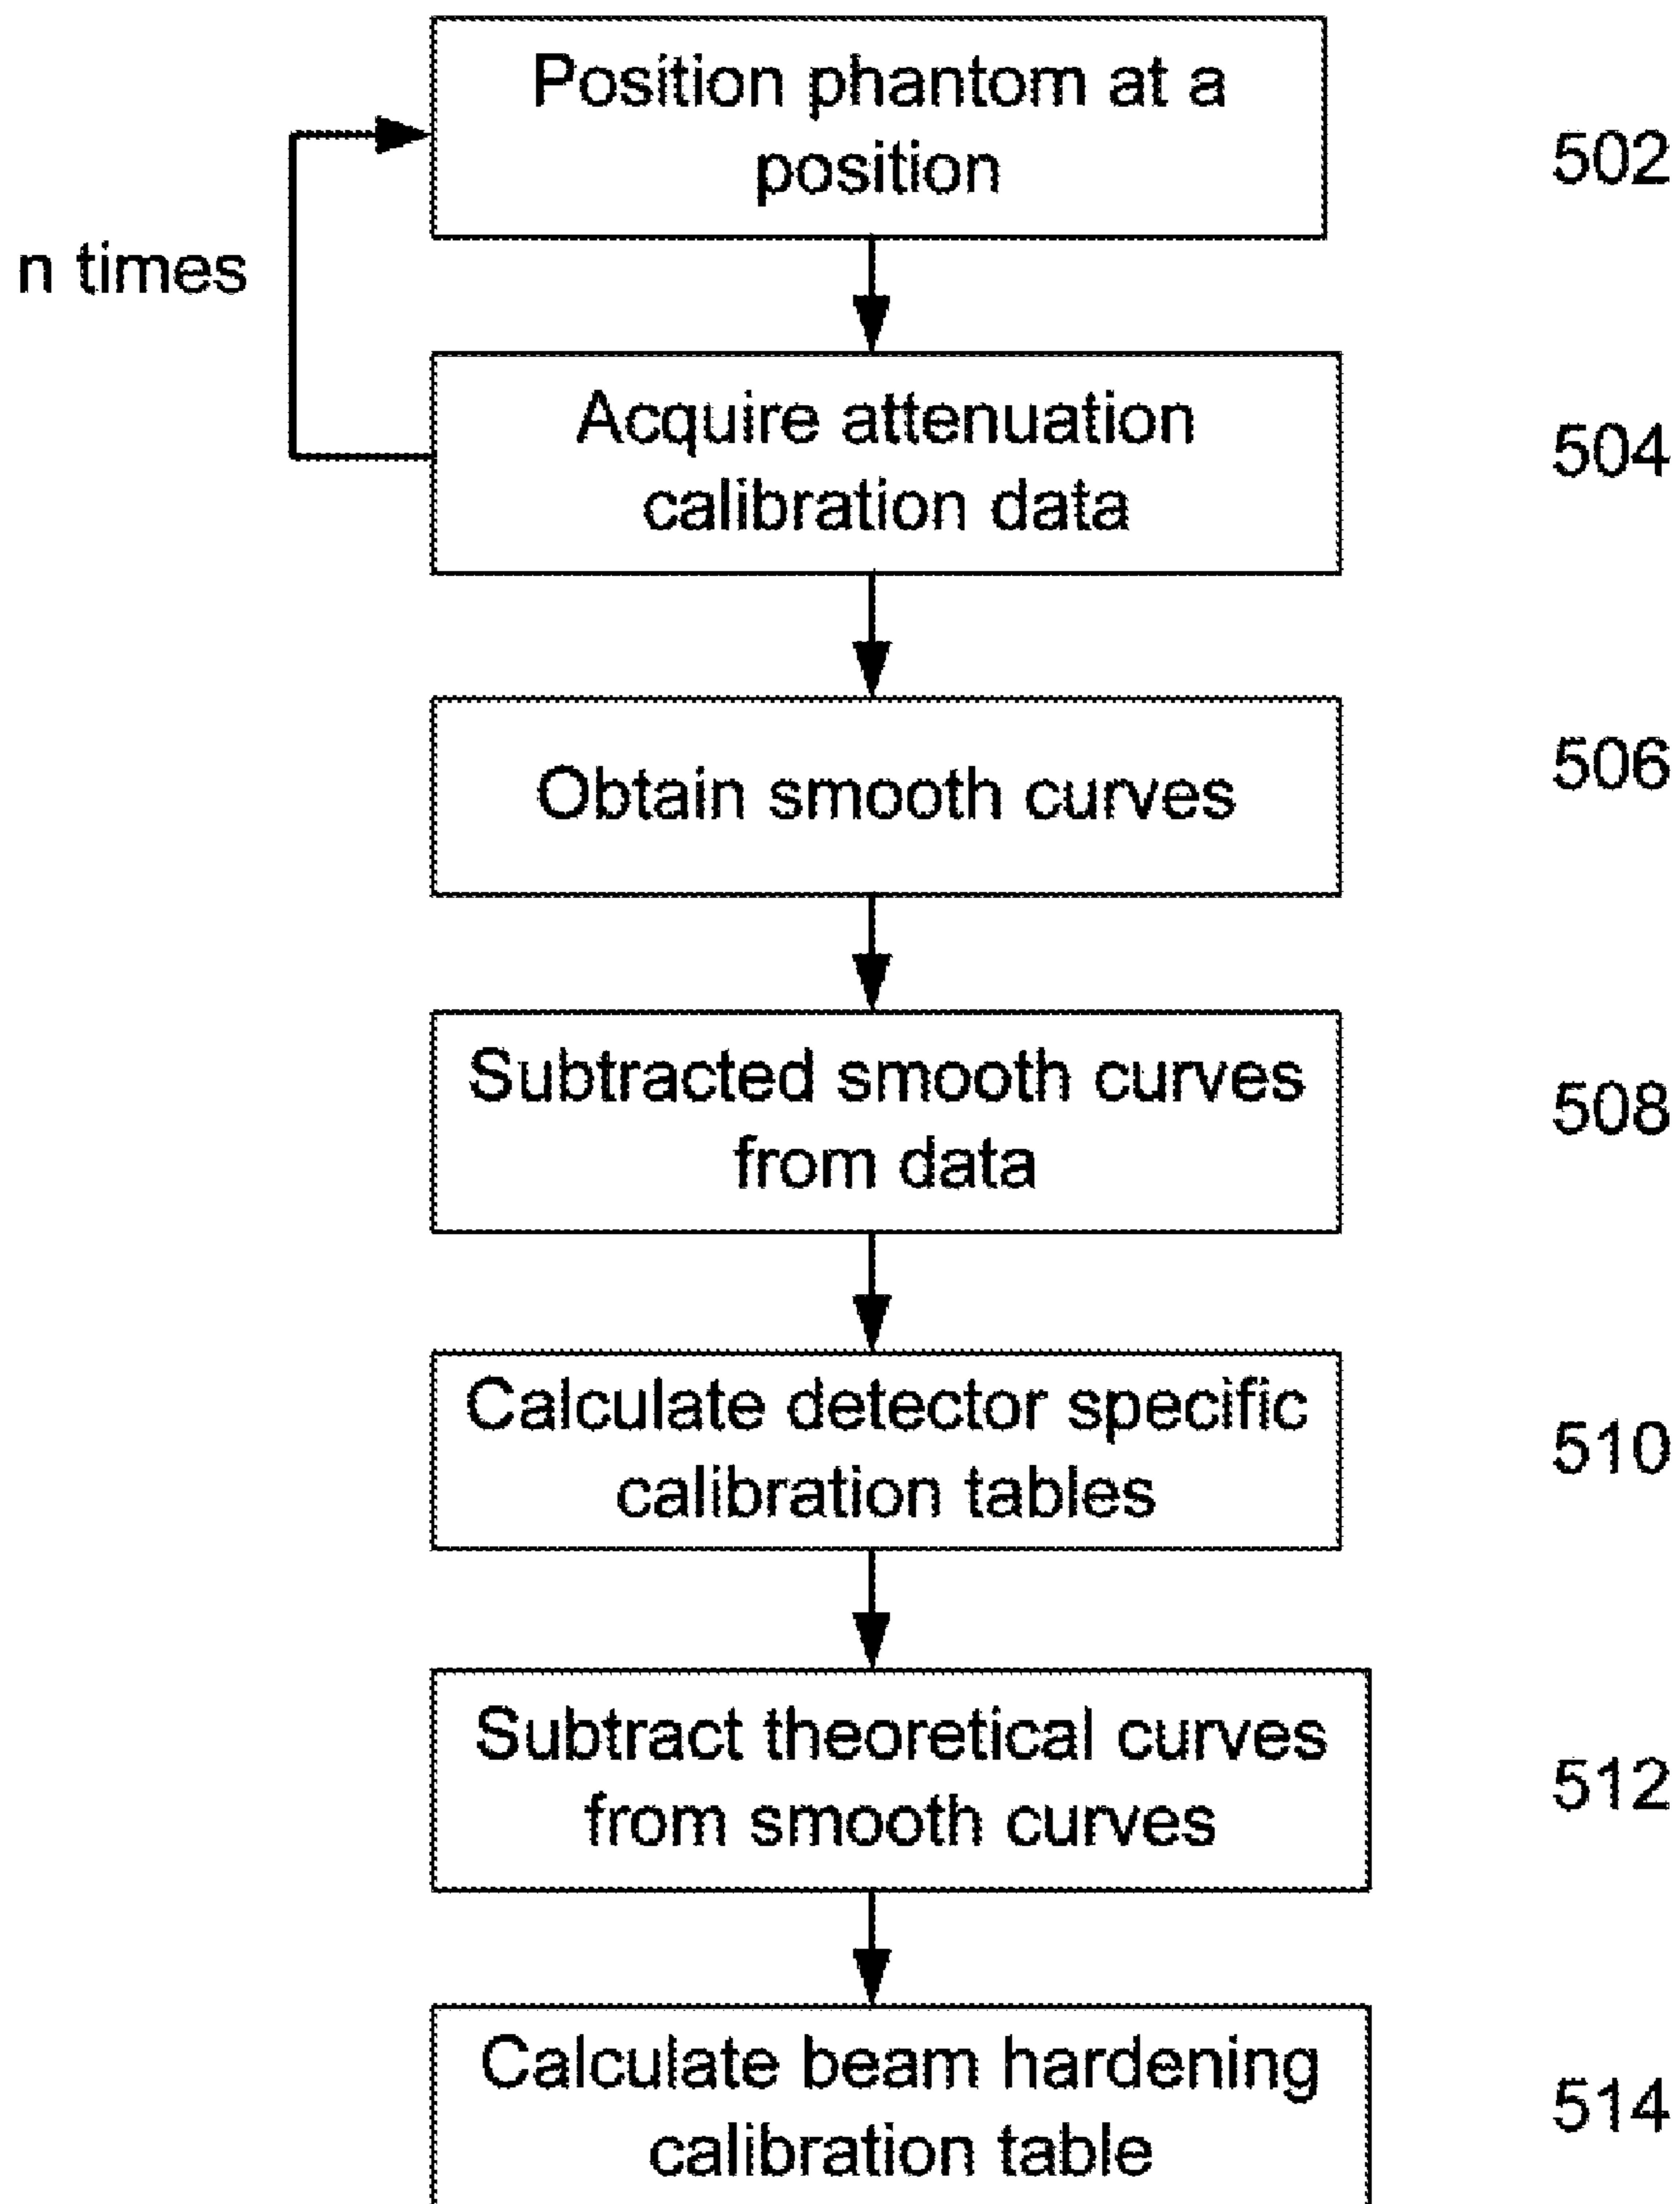 Position phantom at a
position
502
n times
Acquire attenuation
calibration data
504
Obtain smooth curves
506
Subtracted smooth curves
from data
508
Calculate detector specific
calibration tables
510
Subtract theoretical curves
from smooth curves
512
Calculate beam hardening
calibration table
514